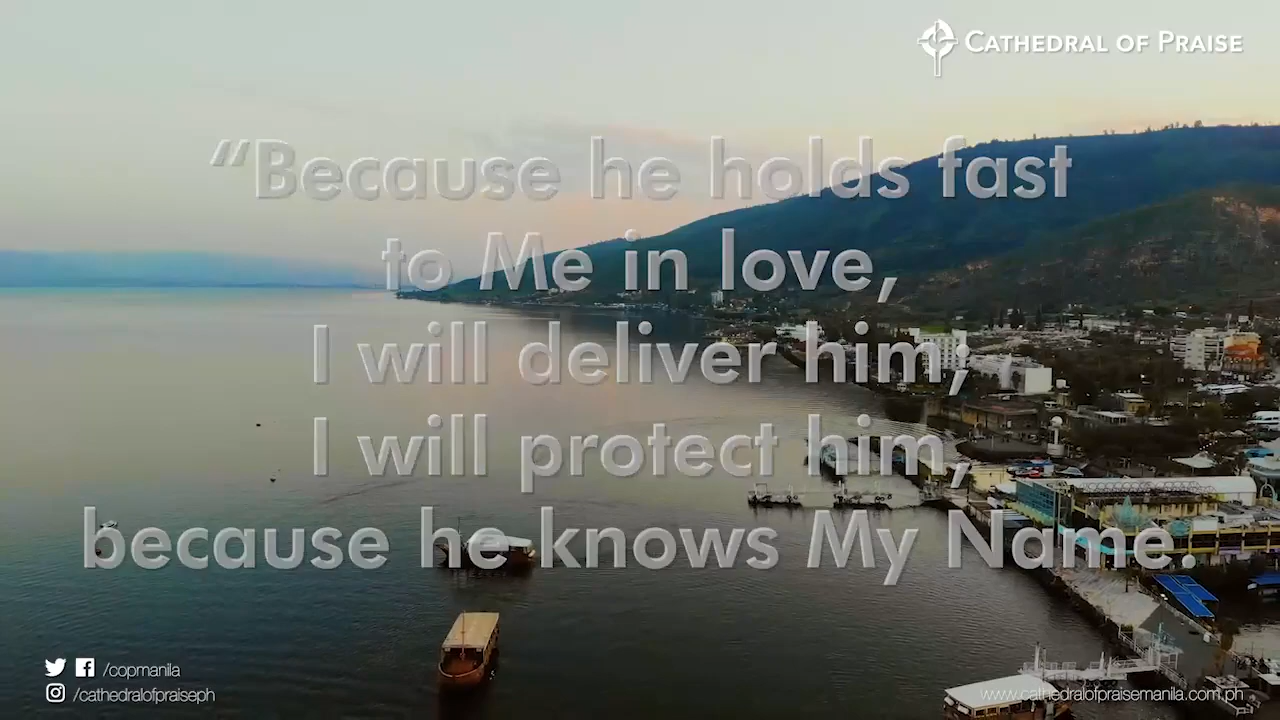 CATHEDRAL OF PRAISE
“Because he holds fast
to Me in love,
I will deliver him;
I will protect him,
because he knows My Name.
/copmanila
/cathedralofpraiseph
www.cathedralofpraisemanila.com.ph